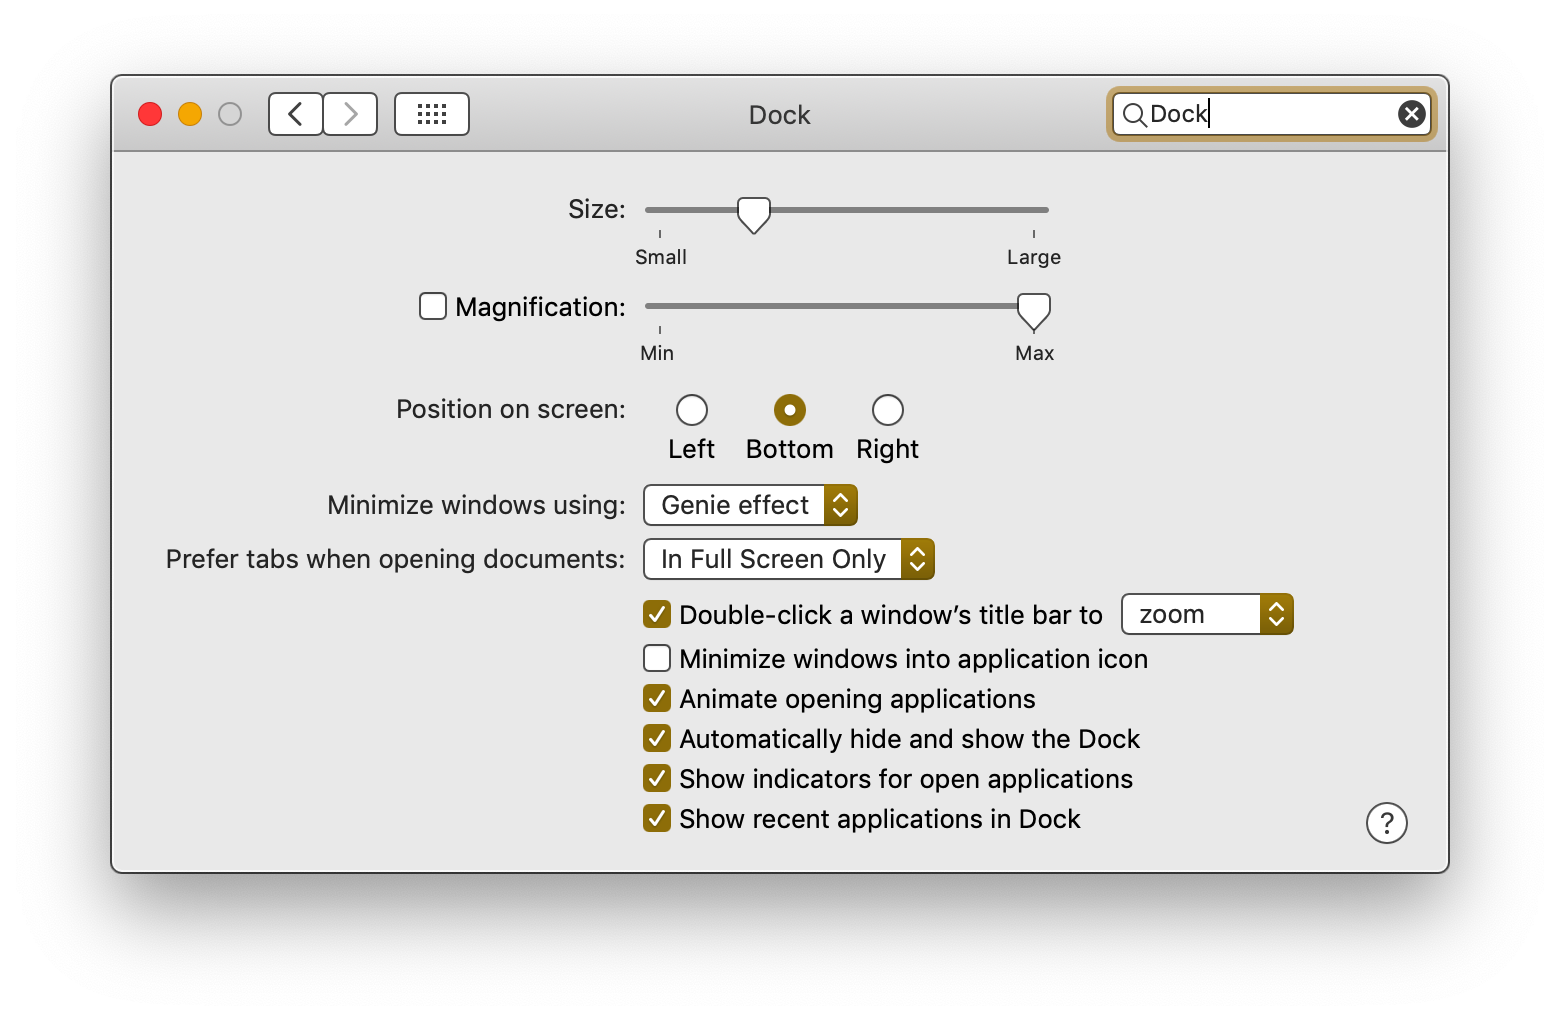 Dock
Dock
Size:
Small Large
Magnification:
Min Max
Position on screen:
Left Bottom Right
Minimize windows using: Genie effect
Prefer tabs when opening documents: In Full Screen Only
Double-click a window’s title bar to zoom
Minimize windows into application icon
Animate opening applications
Automatically hide and show the Dock
Show indicators for open applications
Show recent applications in Dock
?